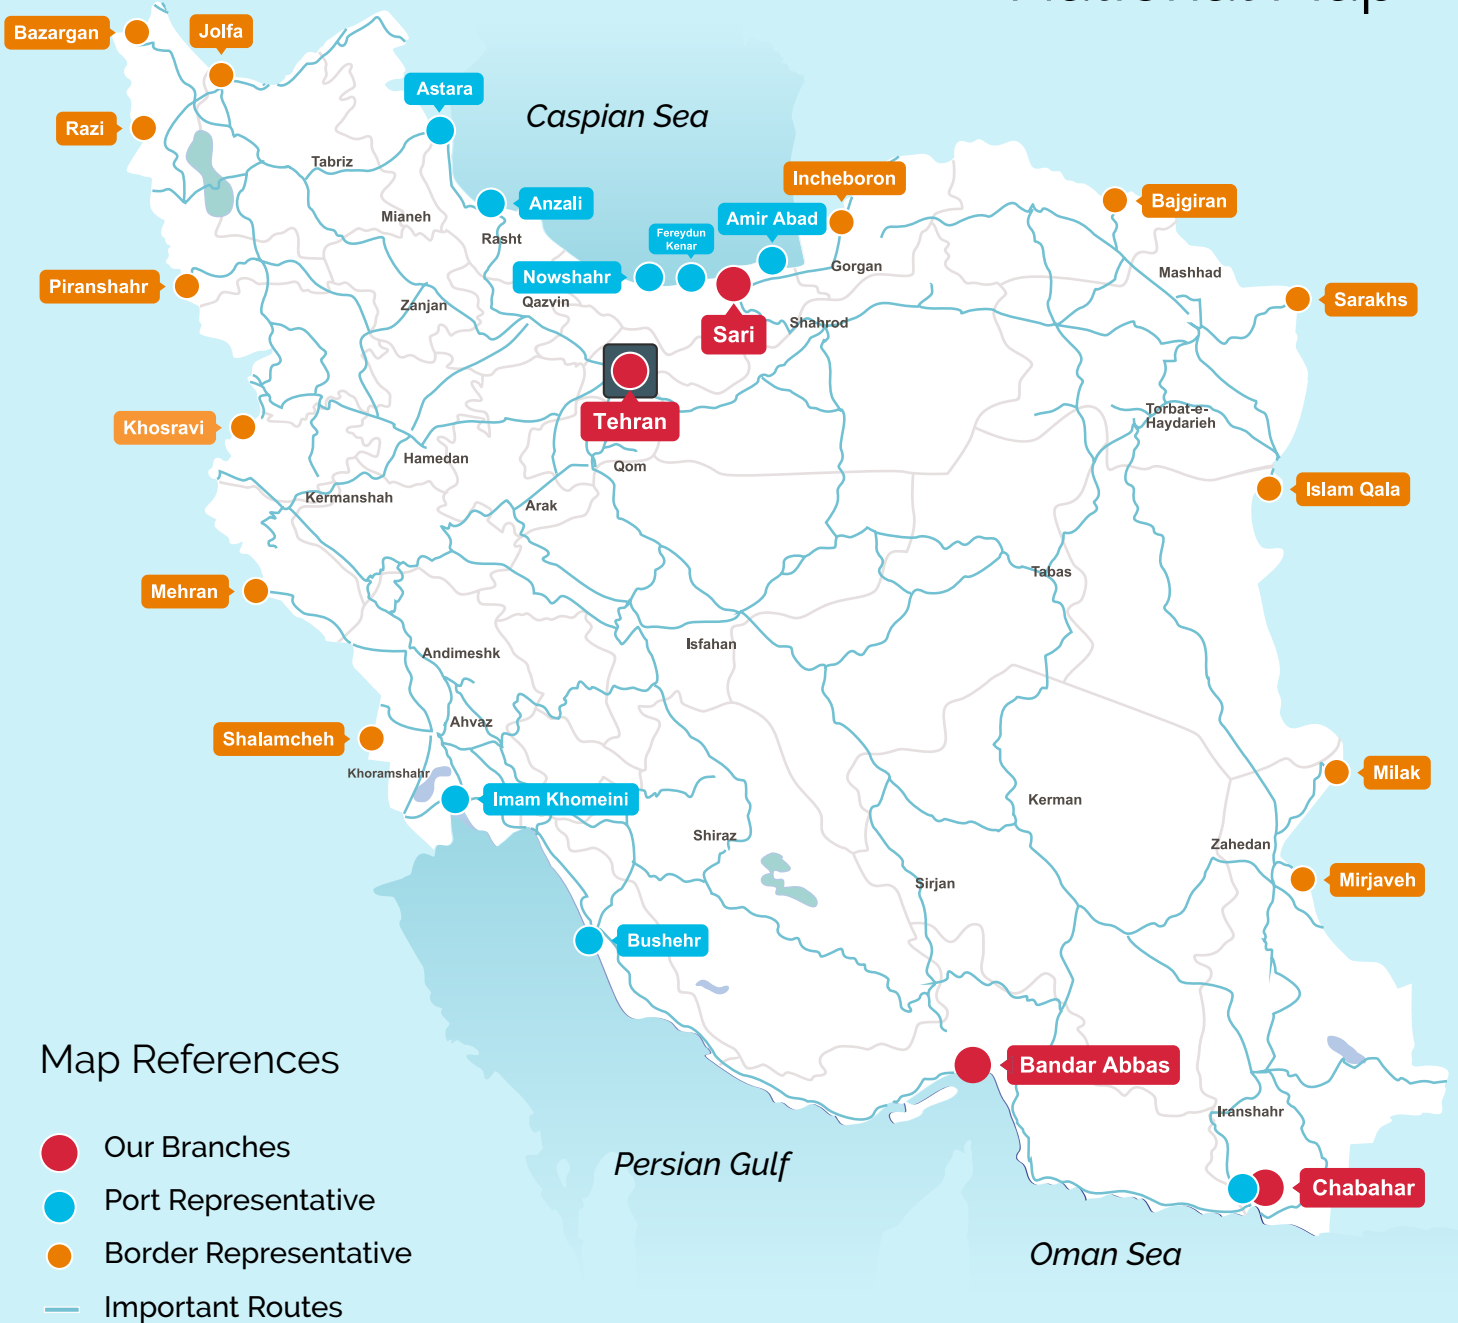 Bazargan
Jolfa
Astara
Caspian Sea
Razi
Tabriz
Incheboron
Bajgiran
Anzali
Mianeh
Amir Abad
Fereydun
Kenar
Rasht
Gorgan
Mashhad
Nowshahr
Piranshahr
Zanjan
Qazvin
Sarakhs
Shahrod
Sari
Tehran
Khosravi
Torbat-e-
Haydarieh
Hamedan
Qom
Kermanshah
Arak
Islam Qala
Mehran
Tabas
Isfahan
Andimeshk
Ahvaz
Shalamcheh
Khoramshahr
Milak
Imam Khomeini
Kerman
Shiraz
Zahedan
Sirjan
Mirjaveh
Bushehr
Bandar Abbas
Iranshahr
Persian Gulf
Chabahar
Oman Sea
Map References
Our Branches
Port Representative
Border Representative
Important Routes